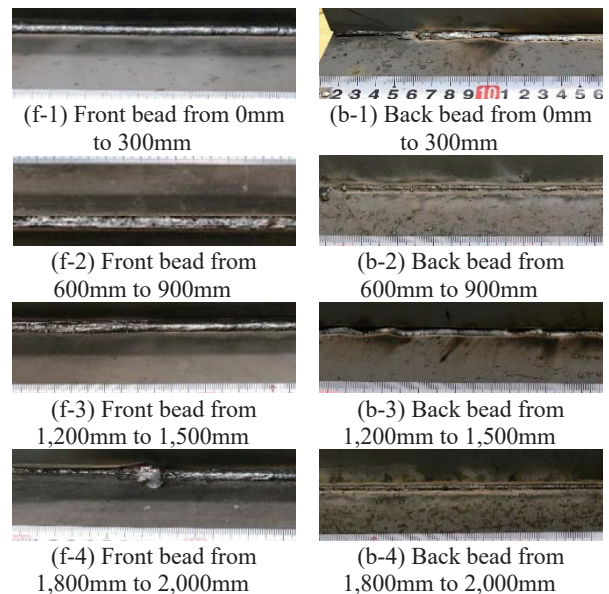 2 3 4 5 6 7 8 9 10 1 2 3 4 5 6
(f-1) Front bead from 0mm
to 300mm
(b-1) Back bead from 0mm
to 300mm
(f-2) Front bead from
600mm to 900mm
(b-2) Back bead from
600mm to 900mm
(f-3) Front bead from
1,200mm to 1,500mm
(b-3) Back bead from
1,200mm to 1,500mm
(f-4) Front bead from
1,800mm to 2,000mm
(b-4) Back bead from
1,800mm to 2,000mm